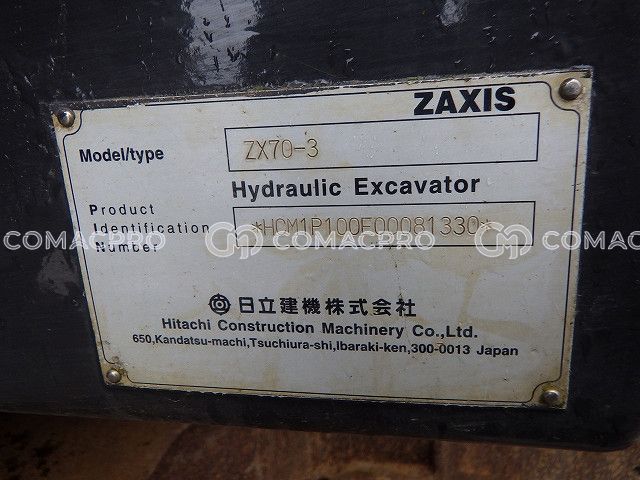 ZAXIS
Model/type ZX70-3
Hydraulic Excavator
Product
Identification *HCM1P100E00081330*
Number
COMACPRO COMACPRO COMACPRO
日立建機株式会社
Hitachi Construction Machinery Co.,Ltd.
650,Kandatsu-machi,Tsuchiura-shi,Ibaraki-ken,300-0013 Japan